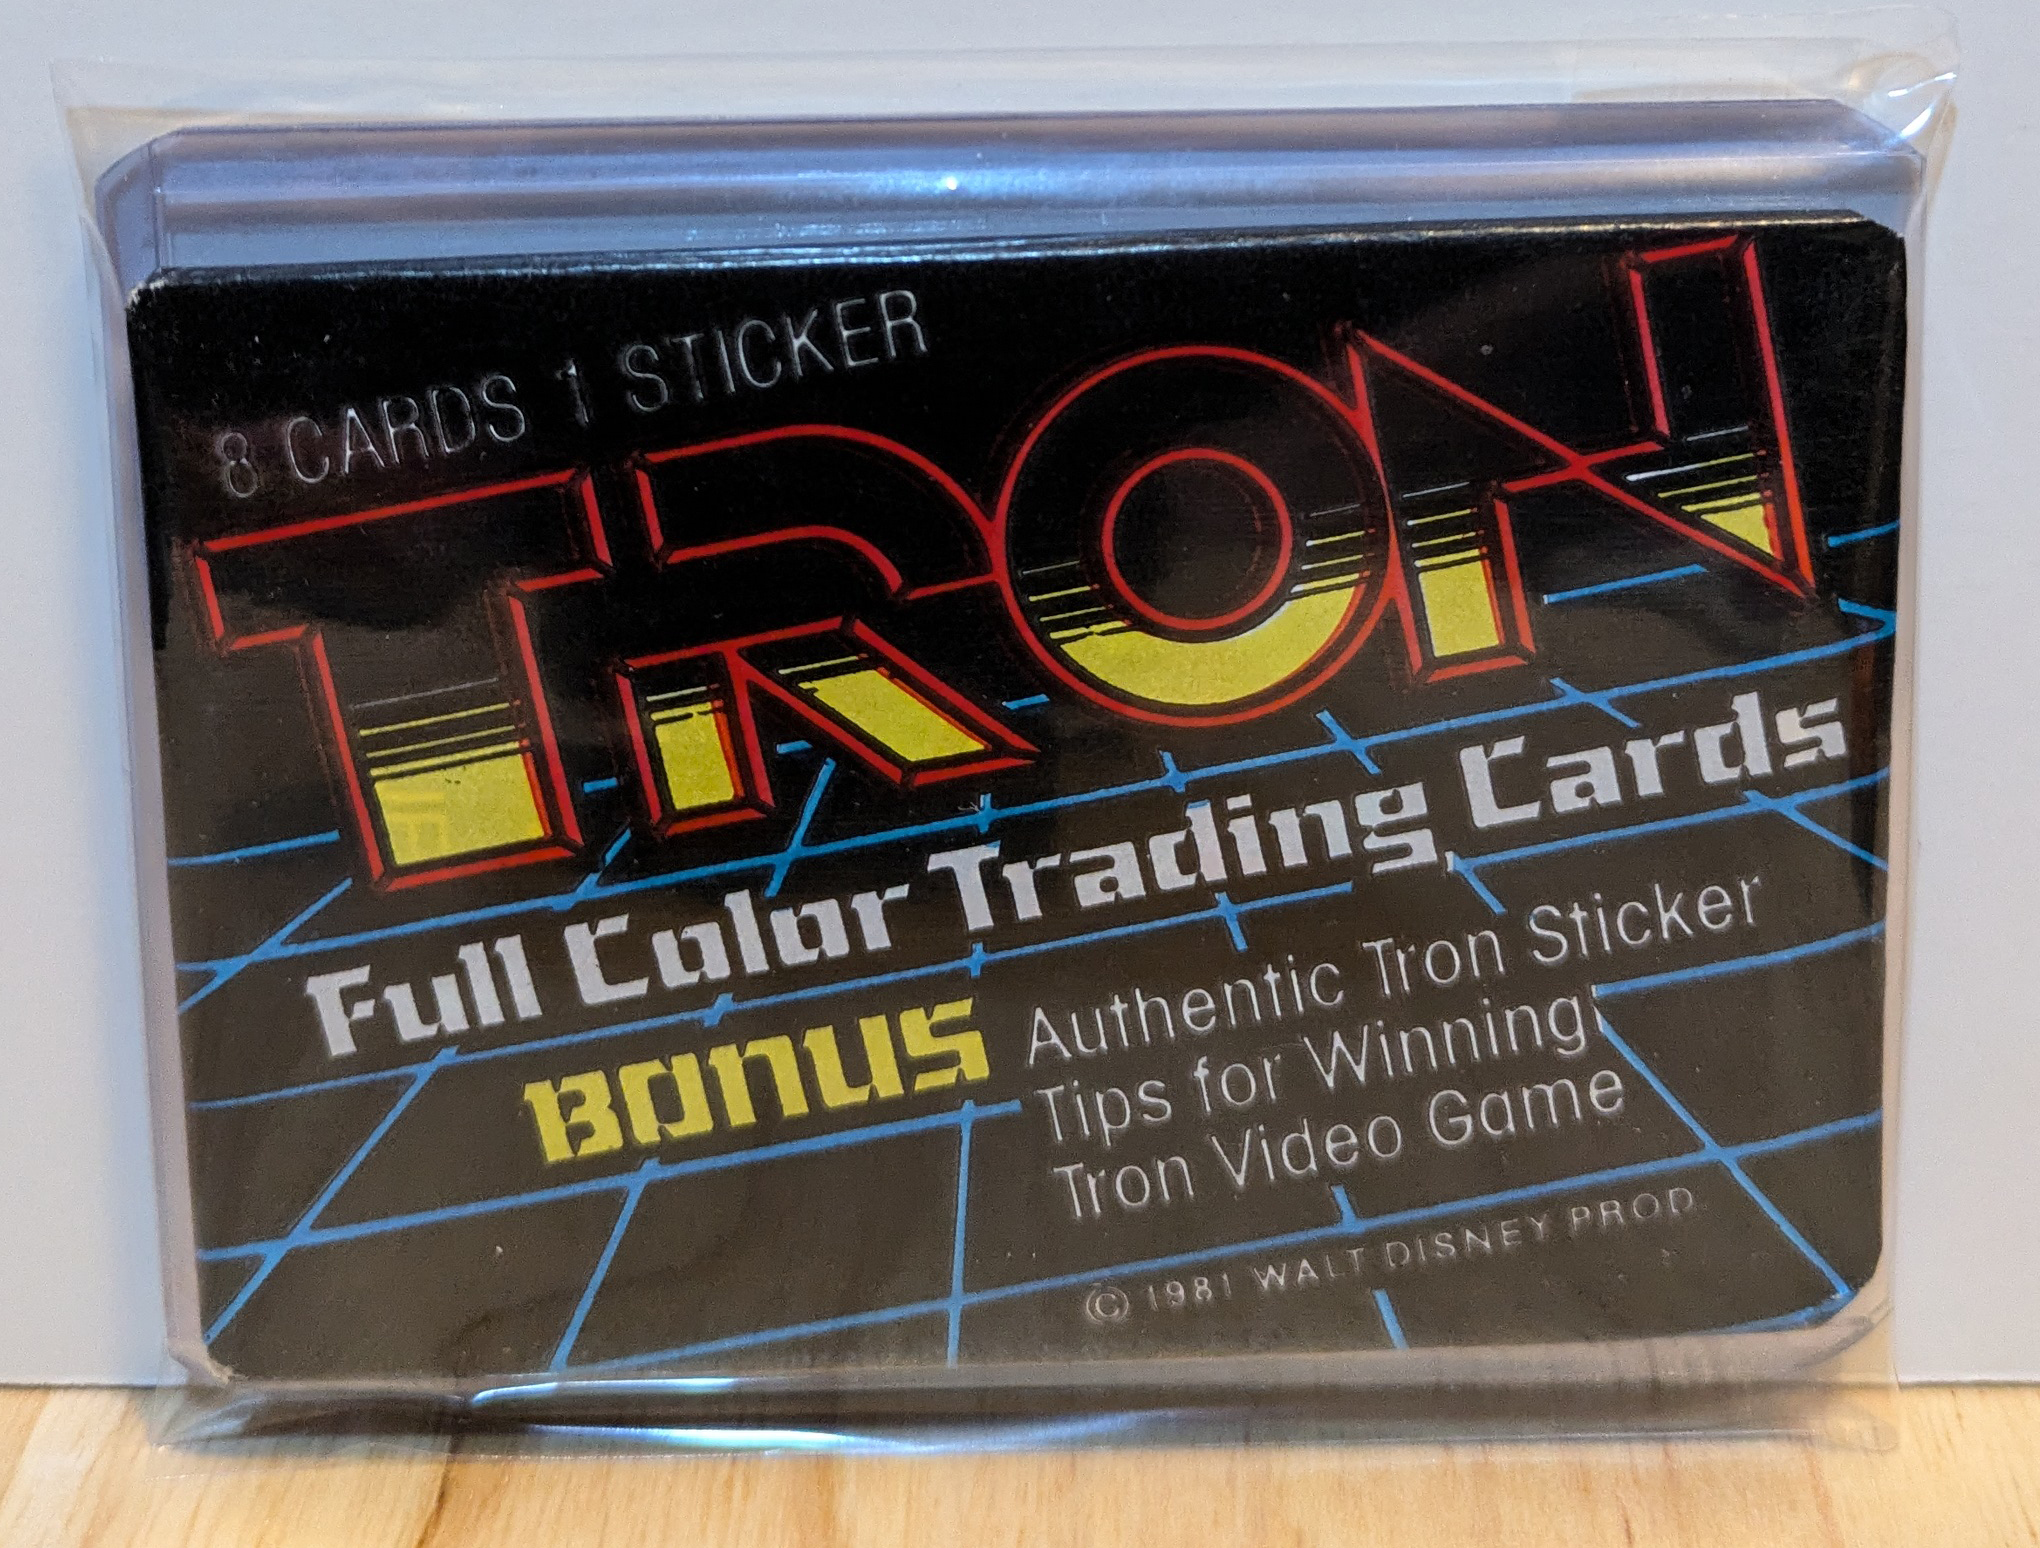 8 CARDS 1 STICKER
TRON
Full Color Trading Cards
BONUS
Authentic Tron Sticker
Tips for Winning!
Tron Video Game
© 1981 WALT DISNEY PROD.